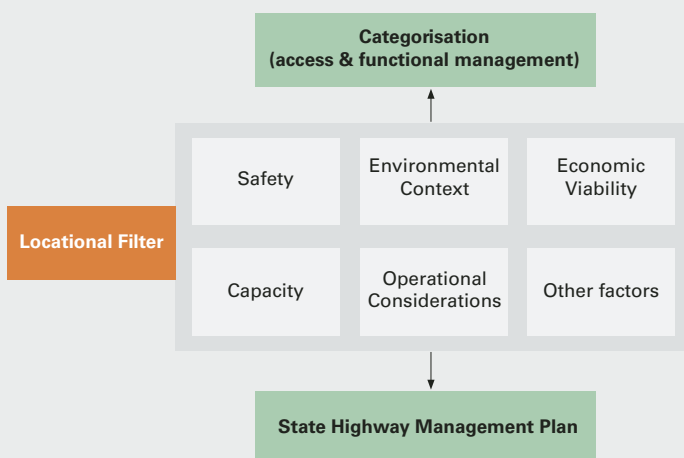 Categorisation
(access & functional management)
Safety
Environmental
Context
Economic
Viability
Locational Filter
Capacity
Operational
Considerations
Other factors
State Highway Management Plan